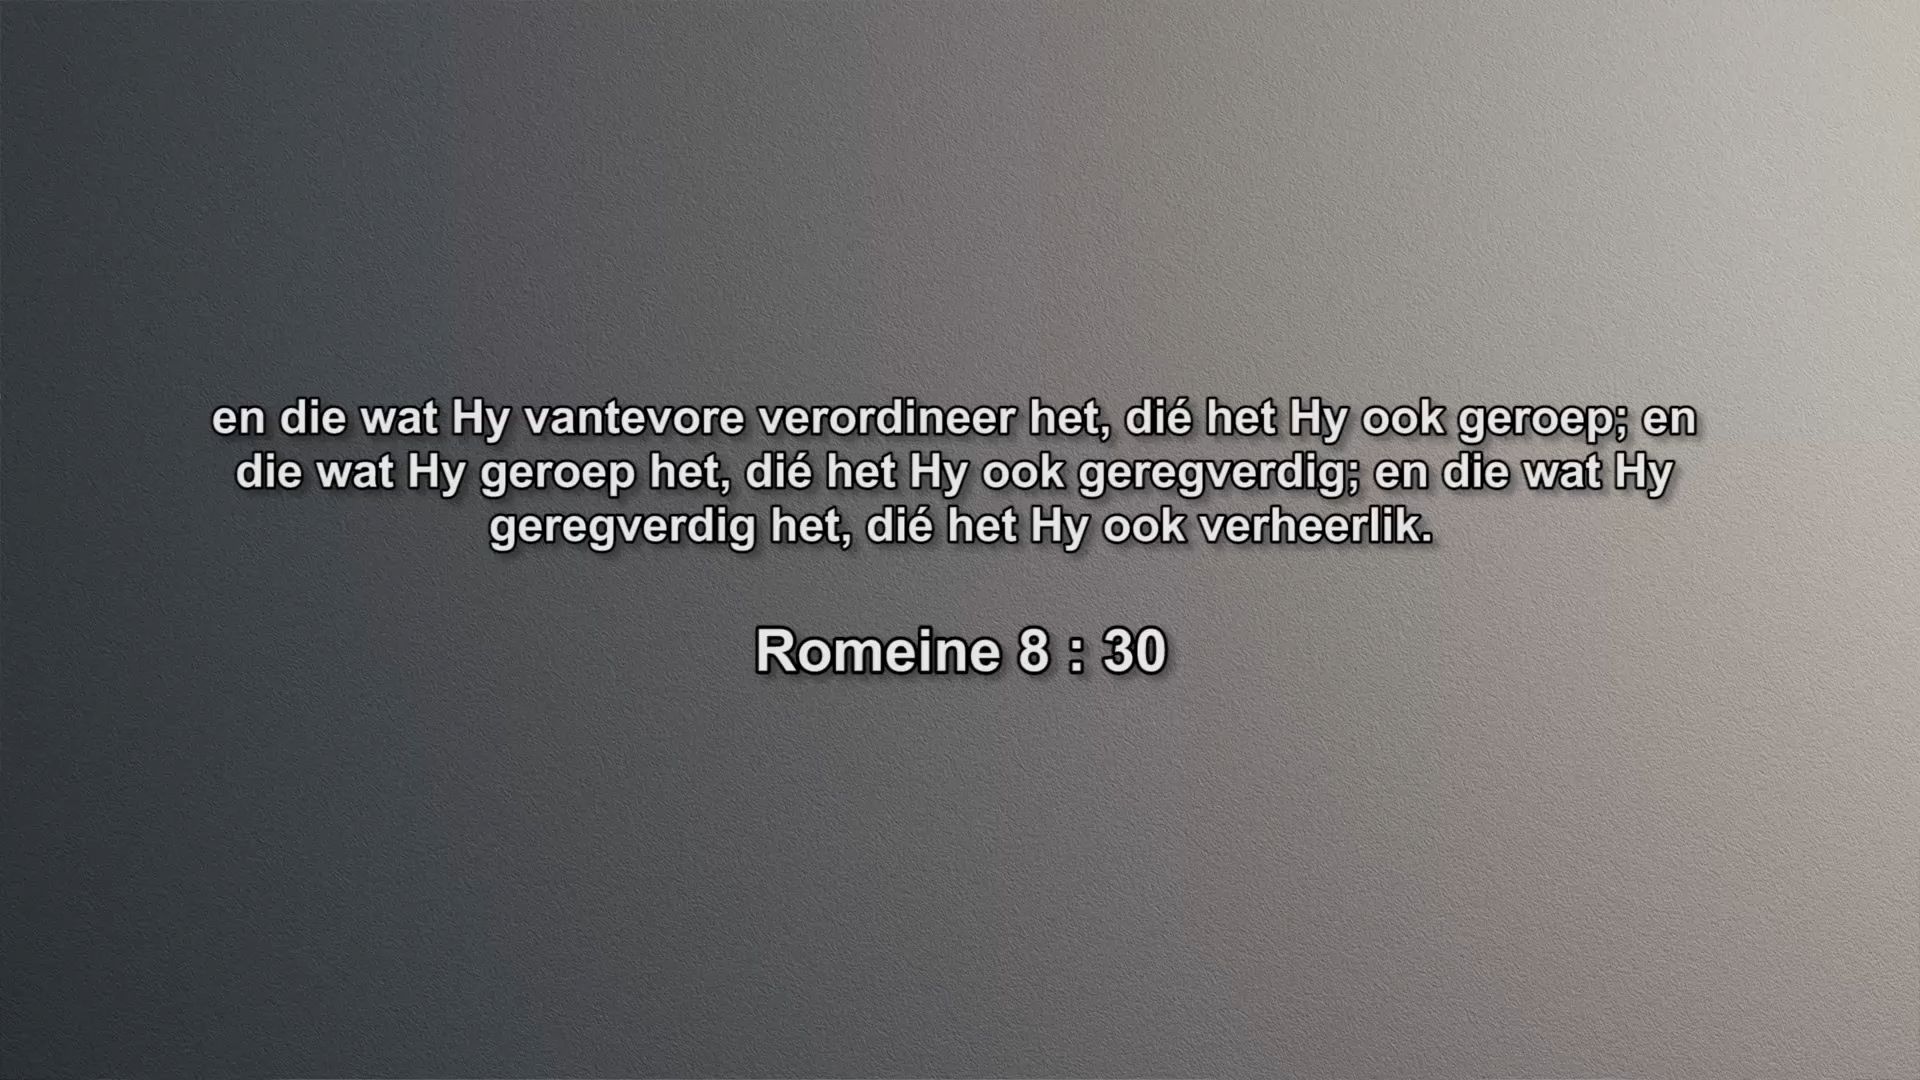 en die wat Hy vantevore verordineer het, dié het Hy ook geroep; en
die wat Hy geroep het, dié het Hy ook geregverdig; en die wat Hy
geregverdig het, dié het Hy ook verheerlik.
Romeine 8 : 30